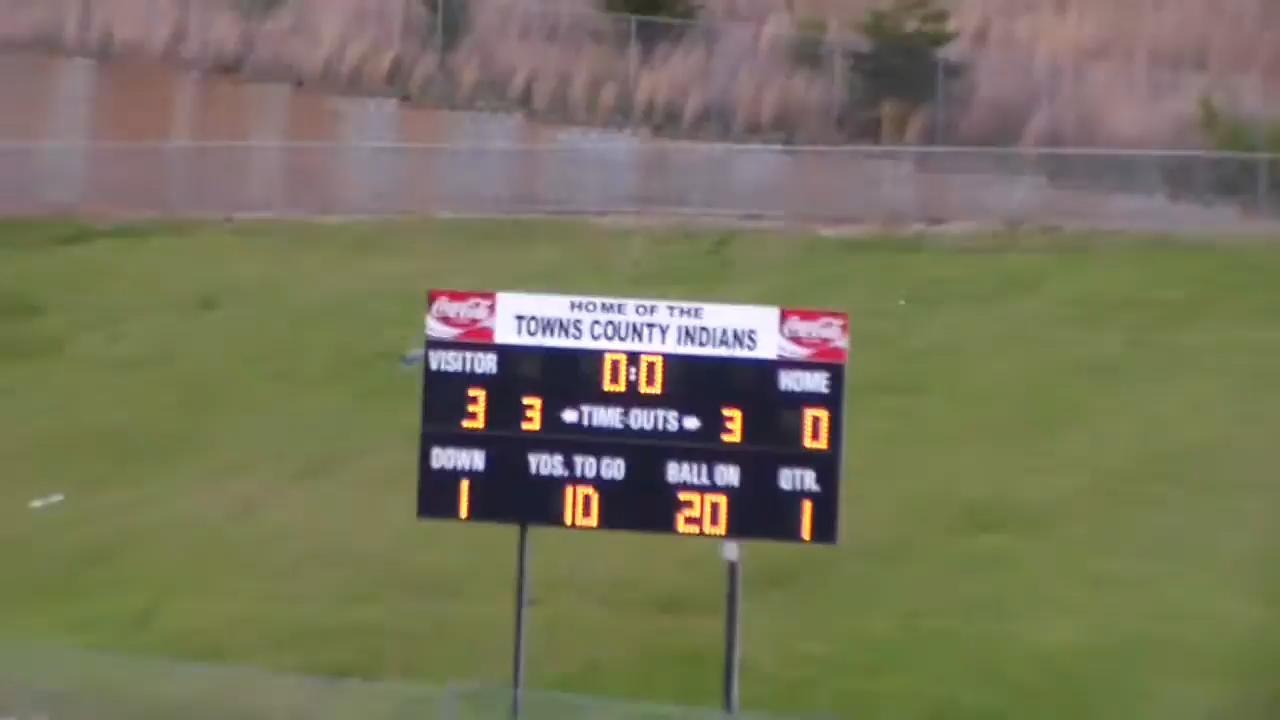 HOME OF THE
Coca-Cola TOWNS COUNTY INDIANS Coca-Cola
VISITOR 0:0 HOME
3 3 TIME-OUTS 3 0
DOWN YDS. TO GO BALL ON QTR.
1 10 20 1